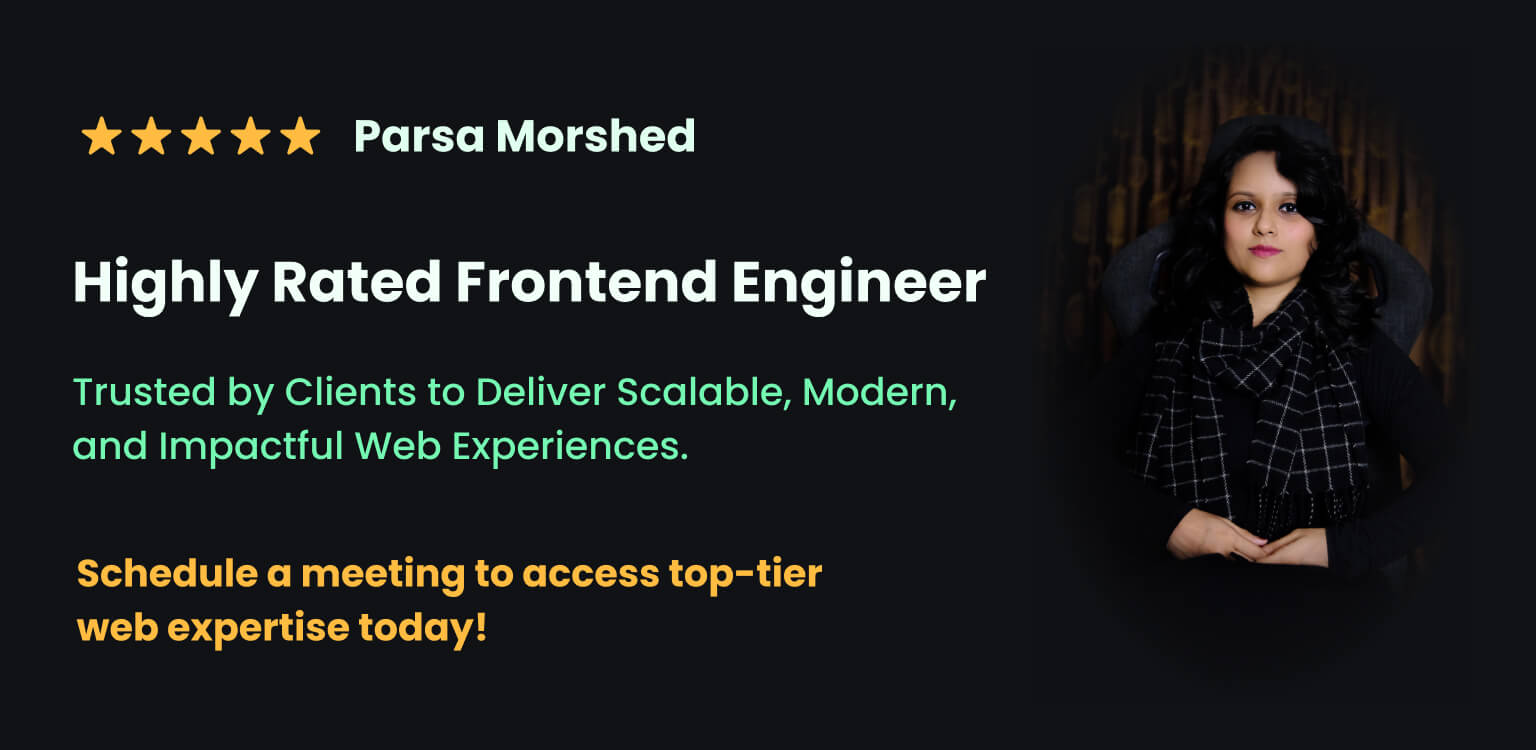 Parsa Morshed
Highly Rated Frontend Engineer
Trusted by Clients to Deliver Scalable, Modern,
and Impactful Web Experiences.
Schedule a meeting to access top-tier
web expertise today!